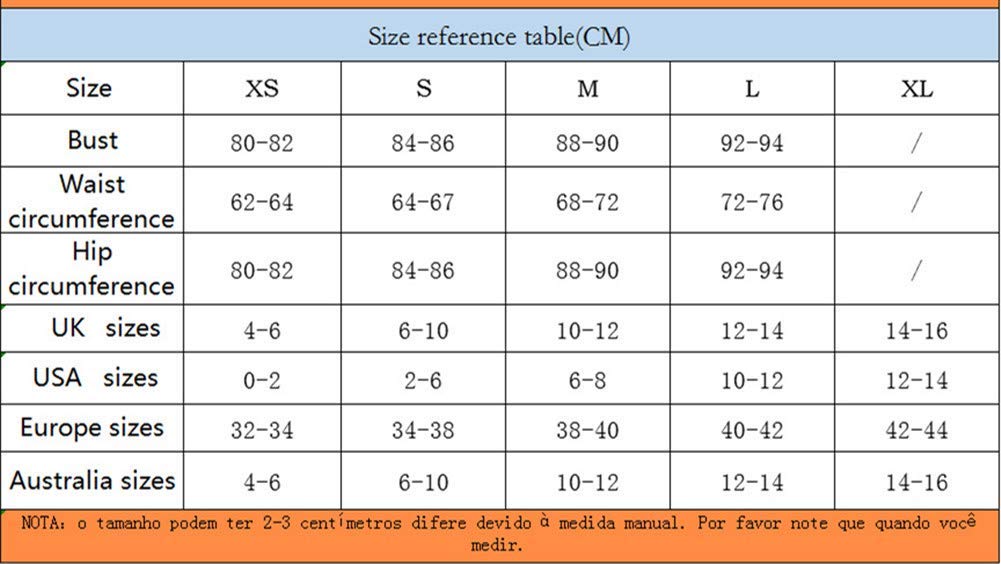 Size reference table(CM)
Size XS S M L XL
Bust 80-82 84-86 88-90 92-94 /
Waist
circumference 62-64 64-67 68-72 72-76 /
Hip
circumference 80-82 84-86 88-90 92-94 /
UK sizes 4-6 6-10 10-12 12-14 14-16
USA sizes 0-2 2-6 6-8 10-12 12-14
Europe sizes 32-34 34-38 38-40 40-42 42-44
Australia sizes 4-6 6-10 10-12 12-14 14-16
NOTA: o tamanho podem ter 2-3 centímetros difere devido à medida manual. Por favor note que quando você
medir.